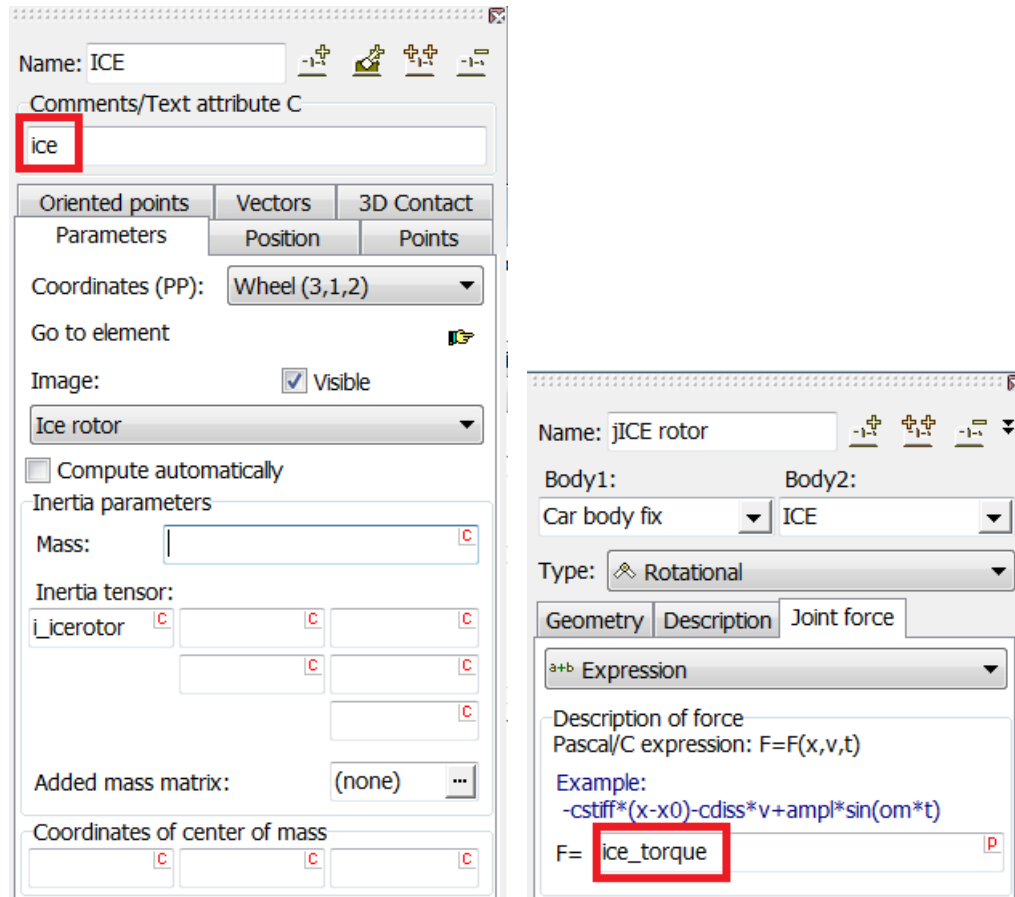 Name: ICE
Comments/Text attribute C
ice
Oriented points Vectors 3D Contact
Parameters Position Points
Coordinates (PP): Wheel (3,1,2)
Go to element
Image: Visible
Ice rotor
Compute automatically
Inertia parameters
Mass: C
Inertia tensor:
i_icerotor C C C
C C
C
Added mass matrix: (none) ...
Coordinates of center of mass
C C C
Name: jICE rotor
Body1: Body2:
Car body fix ICE
Type: Rotational
Geometry Description Joint force
a+b Expression
Description of force
Pascal/C expression: F=F(x,v,t)
Example:
-cstiff*(x-x0)-cdiss*v+ampl*sin(om*t)
F= ice_torque P